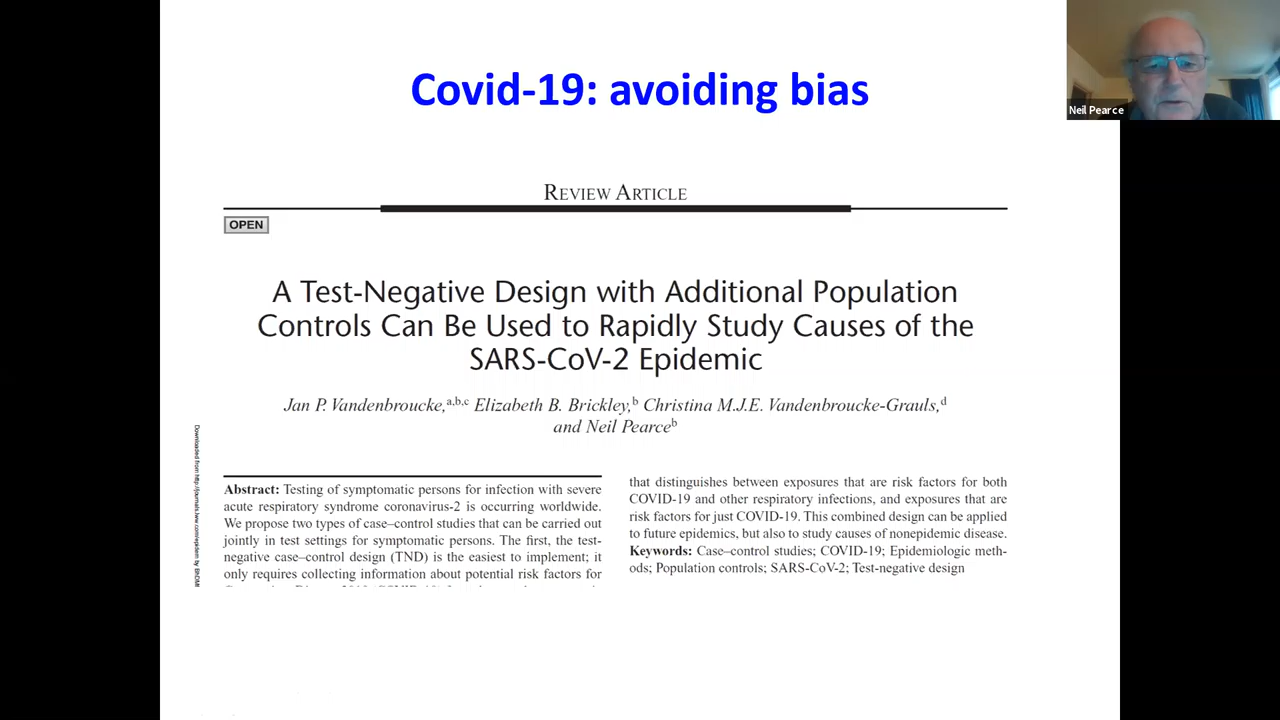 Covid-19: avoiding bias
Neil Pearce
REVIEW ARTICLE
OPEN
A Test-Negative Design with Additional Population
Controls Can Be Used to Rapidly Study Causes of the
SARS-CoV-2 Epidemic
Jan P. Vandenbroucke,a,b,c Elizabeth B. Brickley,b Christina M.J.E. Vandenbroucke-Grauls,d
and Neil Pearceb
Abstract: Testing of symptomatic persons for infection with severe
acute respiratory syndrome coronavirus-2 is occurring worldwide.
We propose two types of case–control studies that can be carried out
jointly in test settings for symptomatic persons. The first, the test-
negative case–control design (TND) is the easiest to implement; it
only requires collecting information about potential risk factors for
that distinguishes between exposures that are risk factors for both
COVID-19 and other respiratory infections, and exposures that are
risk factors for just COVID-19. This combined design can be applied
to future epidemics, but also to study causes of nonepidemic disease.
Keywords: Case–control studies; COVID-19; Epidemiologic meth-
ods; Population controls; SARS-CoV-2; Test-negative design
Downloaded from http://journals.lww.com/epidem by